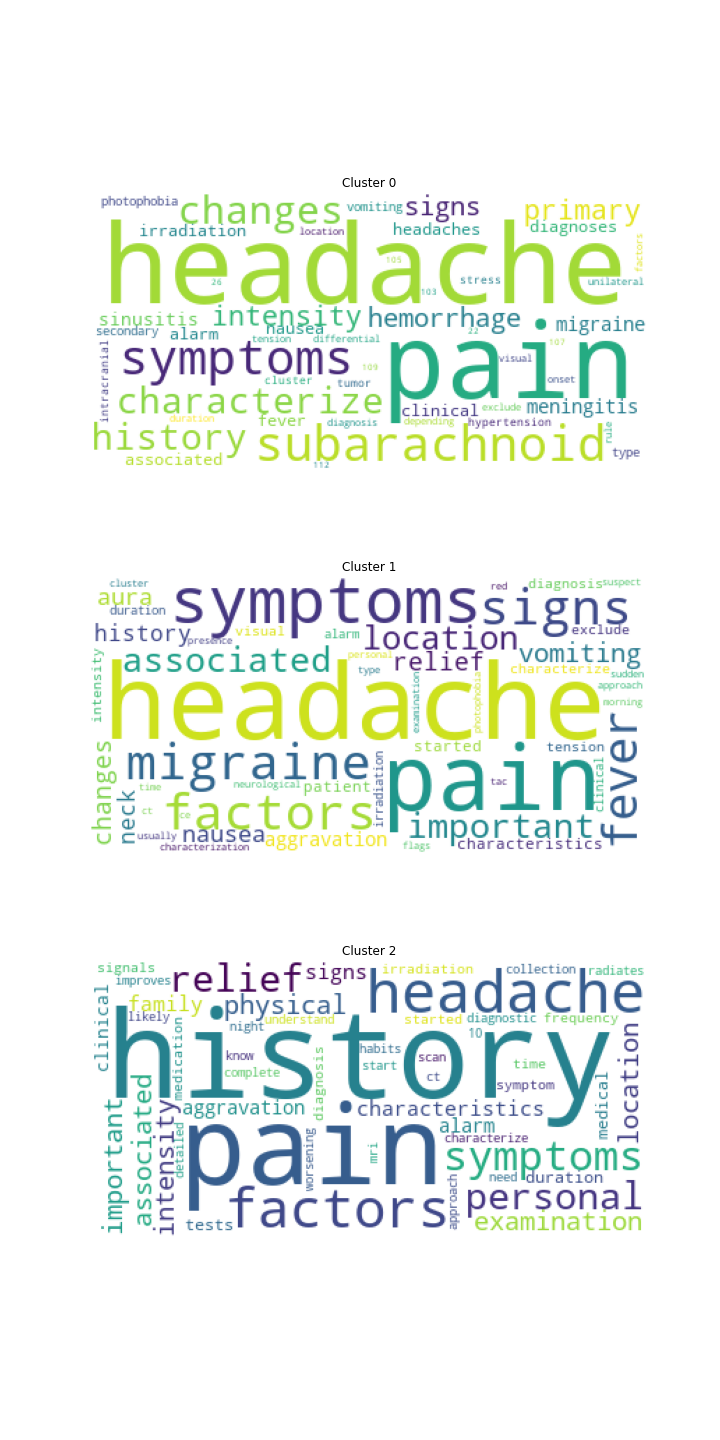 Cluster 0
photophobia
changes
vomiting
signs
primary
irradiation
location
headaches
diagnoses
headache
factors
105
26
103
stress
unilateral
sinusitis
intensity
hemorrhage
migraine
secondary
alarm
nausea
tension
differential
22
107
symptoms
pain
visual
intracranial
109
cluster
tumor
onset
characterize
clinical
exclude
meningitis
duration
fever
diagnosis
depending
hypertension
history
subarachnoid
rule
type
associated
112
Cluster 1
cluster
aura
symptoms
red
diagnosis
suspect
duration
signs
history
presence
visual
alarm
location
exclude
associated
personal
relief
vomiting
type
characterize
sudden
intensity
headache
examination
photophobia
approach
morning
changes
migraine
started
tension
fever
time
neurological
patient
irradiation
pain
tac
clinical
ct
ce
factors
neck
important
usually
nausea
aggravation
characterization
flags
characteristics
Cluster 2
signals
improves
relief
signs
irradiation
collection
radiates
clinical
family
physical
headache
likely
night
understand
started
diagnostic
frequency
10
history
medication
know
habits
scan
location
complete
start
ct
time
symptom
diagnosis
medical
important
associated
intensity
aggravation
characteristics
alarm
detailed
pain
worsening
mri
characterize
symptoms
factors
approach
need
duration
personal
tests
examination